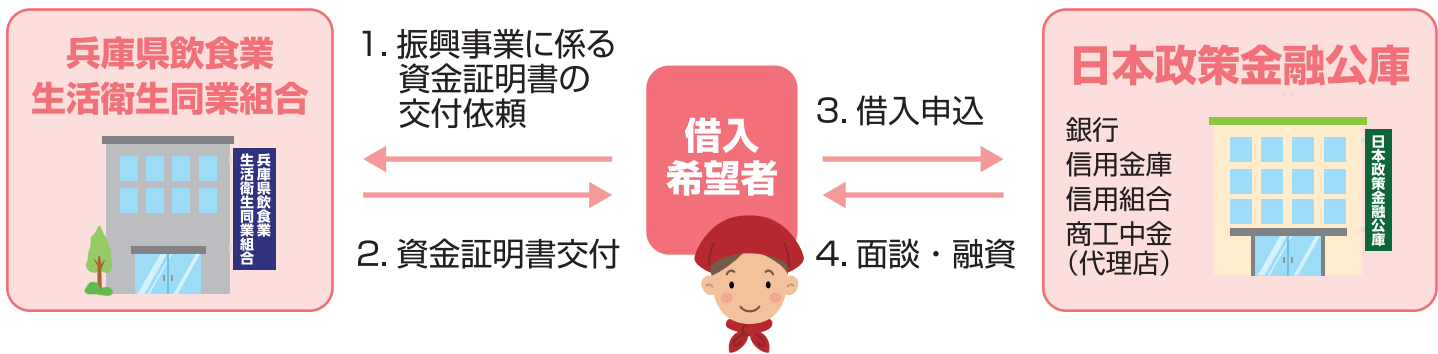 兵庫県飲食業
生活衛生同業組合
兵庫県飲食業
生活衛生同業組合
1. 振興事業に係る
資金証明書の
交付依頼
2. 資金証明書交付
借入
希望者
3. 借入申込
4. 面談・融資
日本政策金融公庫
銀行
信用金庫
信用組合
商工中金
（代理店）
日本政策金融公庫